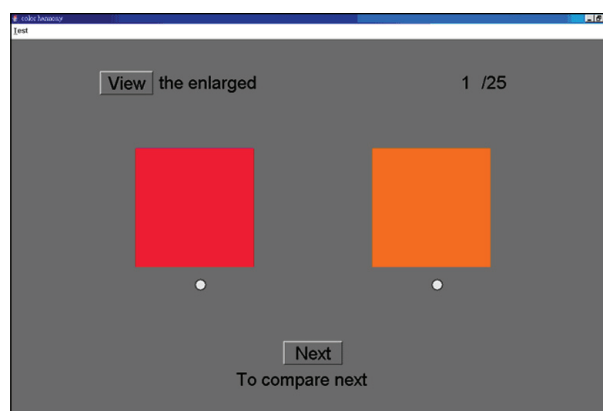 color harmony
Test
View the enlarged 1 /25
Next
To compare next